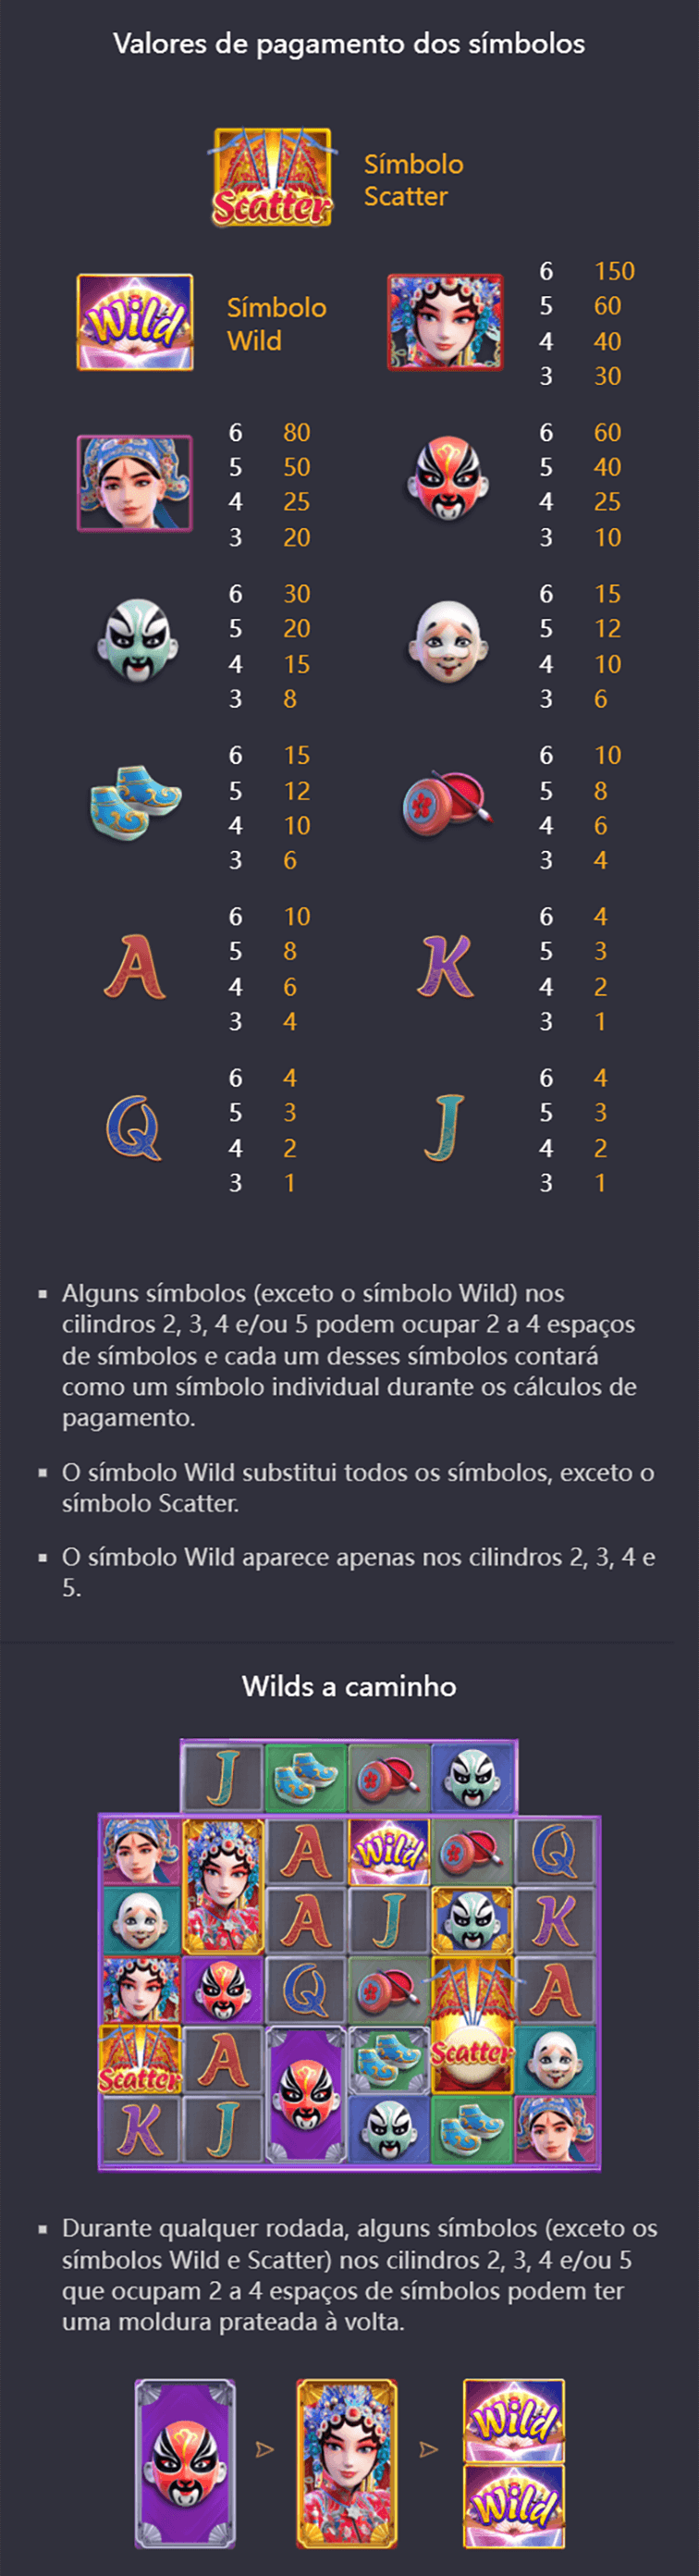 Valores de pagamento dos símbolos
Scatter
Símbolo
Scatter
Wild
Símbolo
Wild
6 150
5 60
4 40
3 30
6 80
5 50
4 25
3 20
6 60
5 40
4 25
3 10
6 30
5 20
4 15
3 8
6 15
5 12
4 10
3 6
6 15
5 12
4 10
3 6
6 10
5 8
6 4
3 4
A
6 10
5 8
4 6
3 4
K
6 4
5 3
4 2
3 1
Q
6 4
5 3
4 2
3 1
J
6 4
5 3
4 2
3 1
▪ Alguns símbolos (exceto o símbolo Wild) nos
cilindros 2, 3, 4 e/ou 5 podem ocupar 2 a 4 espaços
de símbolos e cada um desses símbolos contará
como um símbolo individual durante os cálculos de
pagamento.
▪ O símbolo Wild substitui todos os símbolos, exceto o
símbolo Scatter.
▪ O símbolo Wild aparece apenas nos cilindros 2, 3, 4 e
5.
Wilds a caminho
J
A Wild Q
A J K
Q A
Scatter A Scatter
K J
▪ Durante qualquer rodada, alguns símbolos (exceto os
símbolos Wild e Scatter) nos cilindros 2, 3, 4 e/ou 5
que ocupam 2 a 4 espaços de símbolos podem ter
uma moldura prateada à volta.
Wild
Wild